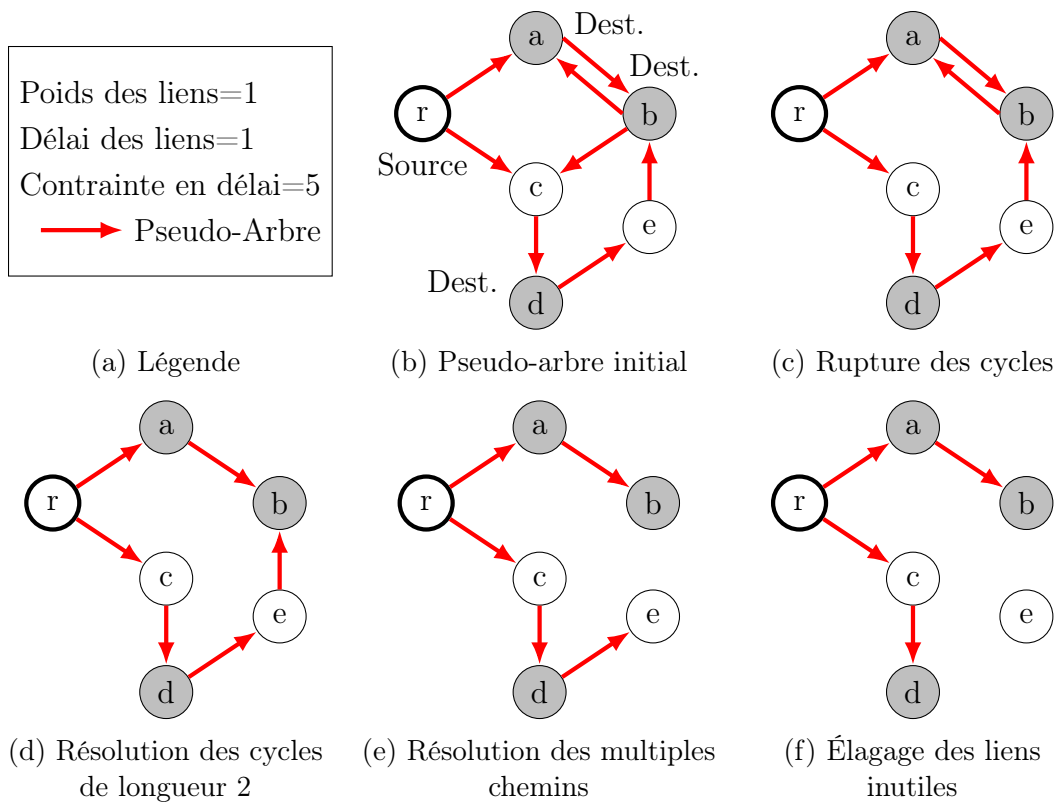 Poids des liens=1
Délai des liens=1
Contrainte en délai=5
Pseudo-Arbre
(a) Légende
a
Dest.
Dest.
r
b
Source
c
e
Dest.
d
(b) Pseudo-arbre initial
a
r
b
c
e
d
(c) Rupture des cycles
a
r
b
c
e
d
(d) Résolution des cycles
de longueur 2
a
r
b
c
e
d
(e) Résolution des multiples
chemins
a
r
b
c
e
d
(f) Élagage des liens
inutiles